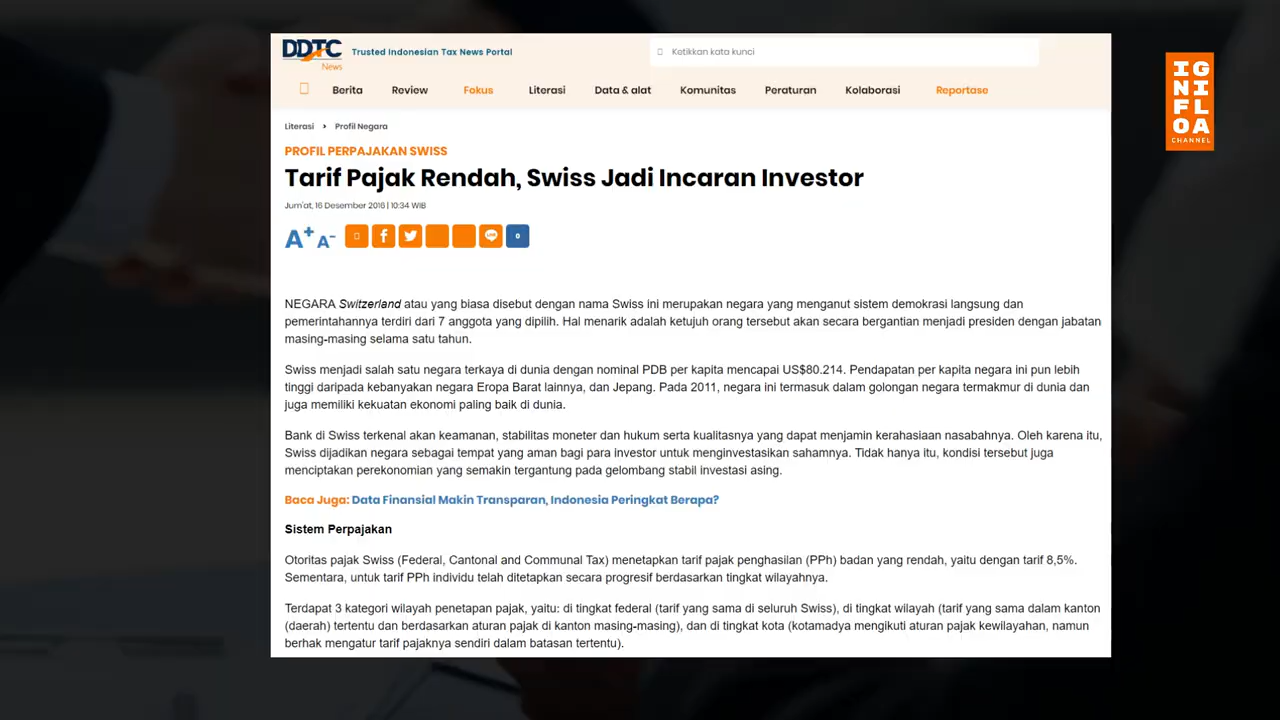 DDTC
News
Trusted Indonesian Tax News Portal
Ketikkan kata kunci
Berita Review Fokus Literasi Data & alat Komunitas Peraturan Kolaborasi Reportase
Literasi > Profil Negara
PROFIL PERPAJAKAN SWISS
Tarif Pajak Rendah, Swiss Jadi Incaran Investor
Jum'at, 16 Desember 2016 | 10:34 WIB
A+ A-
0
NEGARA Switzerland atau yang biasa disebut dengan nama Swiss ini merupakan negara yang menganut sistem demokrasi langsung dan
pemerintahannya terdiri dari 7 anggota yang dipilih. Hal menarik adalah ketujuh orang tersebut akan secara bergantian menjadi presiden dengan jabatan
masing-masing selama satu tahun.
Swiss menjadi salah satu negara terkaya di dunia dengan nominal PDB per kapita mencapai US$80.214. Pendapatan per kapita negara ini pun lebih
tinggi daripada kebanyakan negara Eropa Barat lainnya, dan Jepang. Pada 2011, negara ini termasuk dalam golongan negara termakmur di dunia dan
juga memiliki kekuatan ekonomi paling baik di dunia.
Bank di Swiss terkenal akan keamanan, stabilitas moneter dan hukum serta kualitasnya yang dapat menjamin kerahasiaan nasabahnya. Oleh karena itu,
Swiss dijadikan negara sebagai tempat yang aman bagi para investor untuk menginvestasikan sahamnya. Tidak hanya itu, kondisi tersebut juga
menciptakan perekonomian yang semakin tergantung pada gelombang stabil investasi asing.
Baca Juga: Data Finansial Makin Transparan, Indonesia Peringkat Berapa?
Sistem Perpajakan
Otoritas pajak Swiss (Federal, Cantonal and Communal Tax) menetapkan tarif pajak penghasilan (PPh) badan yang rendah, yaitu dengan tarif 8,5%.
Sementara, untuk tarif PPh individu telah ditetapkan secara progresif berdasarkan tingkat wilayahnya.
Terdapat 3 kategori wilayah penetapan pajak, yaitu: di tingkat federal (tarif yang sama di seluruh Swiss), di tingkat wilayah (tarif yang sama dalam kanton
(daerah) tertentu dan berdasarkan aturan pajak di kanton masing-masing), dan di tingkat kota (kotamadya mengikuti aturan pajak kewilayahan, namun
berhak mengatur tarif pajaknya sendiri dalam batasan tertentu).
INFO
GILA
CHANNEL